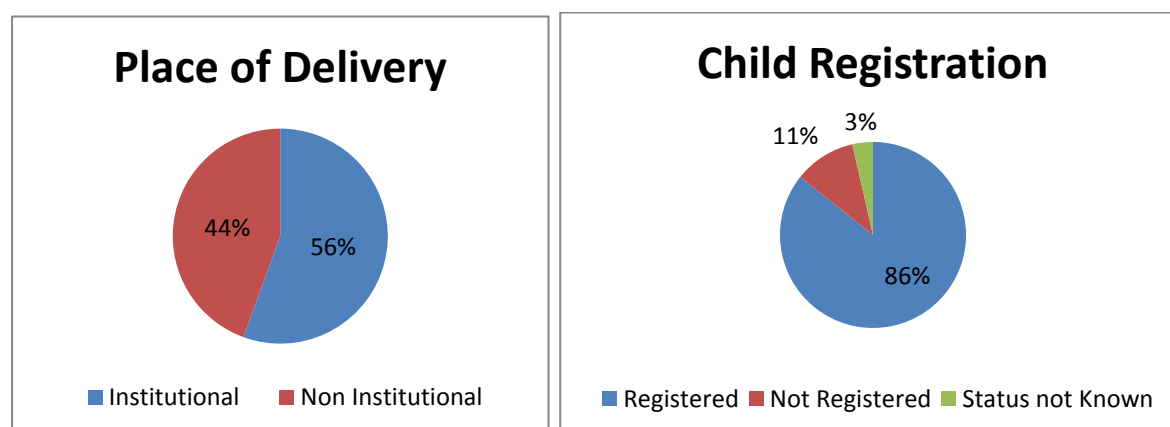 Place of Delivery
44%
56%
Institutional
Non Institutional
Child Registration
3%
11%
86%
Registered
Not Registered
Status not Known